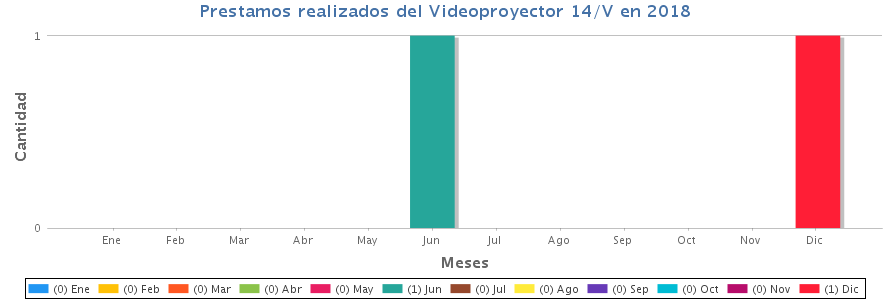 Prestamos realizados del Videoproyector 14/V en 2018
1
Cantidad
0
Ene Feb Mar Abr May Jun Jul Ago Sep Oct Nov Dic
Meses
(0) Ene (0) Feb (0) Mar (0) Abr (0) May (1) Jun (0) Jul (0) Ago (0) Sep (0) Oct (0) Nov (1) Dic